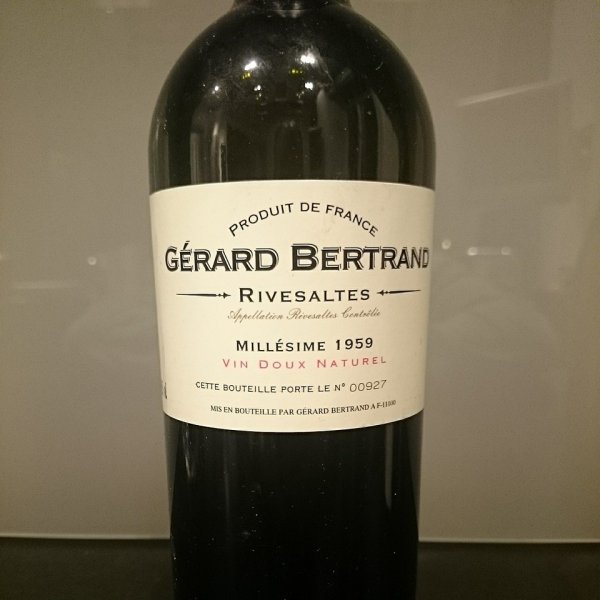 PRODUIT DE FRANCE
GÉRARD BERTRAND
RIVESALTES
Appellation Rivesaltes Contrôlée
MILLÉSIME 1959
VIN DOUX NATUREL
CETTE BOUTEILLE PORTE LE N° 00927
MIS EN BOUTEILLE PAR GÉRARD BERTRAND A F-11100